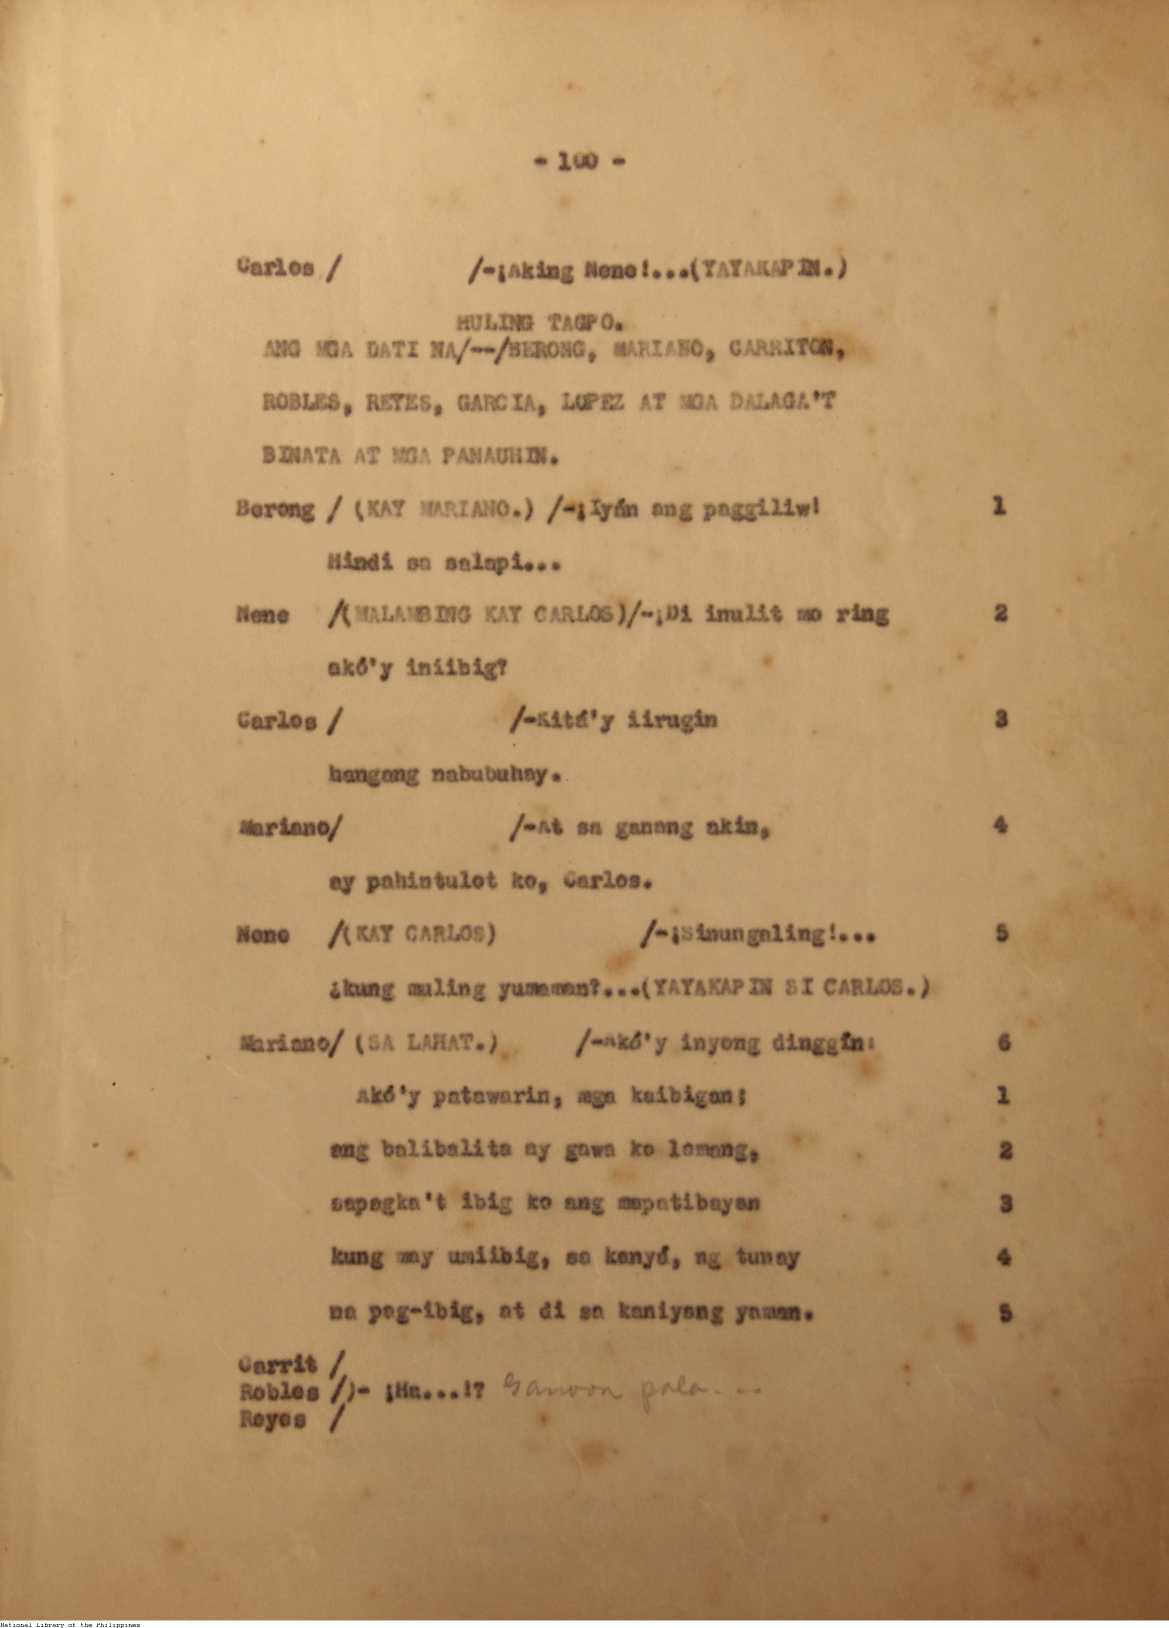 - 100 -
Carlos / /-¡Aking Nene!...(YAYAKAPIN.)
HULING TAGPO.
ANG MGA DATI NA/--/BERONG, MARIANO, CARRITON,
ROBLES, REYES, GARCIA, LOPEZ AT MGA DALAGA'T
BINATA AT MGA PANAUHIN.
Berong / (KAY MARIANO.) /-¡Iyán ang paggiliw! 1
Hindi sa salapi...
Nene /(MALAMBING KAY CARLOS)/-¡Di inulit mo ring 2
akó'y iniibig?
Carlos / /-Kitá'y iirugin 3
hangang nabubuhay.
Mariano/ /-At sa ganang akin, 4
ay pahintulot ko, Carlos.
Nene /(KAY CARLOS) /-¡Sinungaling!... 5
¿kung muling yumaman?...(YAYAKAPIN SI CARLOS.)
Mariano/ (SA LAHAT.) /-Akó'y inyong dinggín: 6
Akó'y patawarin, mga kaibigan; 1
ang balibalita ay gawa ko lamang, 2
sapagka't ibig ko ang mapatibayan 3
kung may umiibig, sa kanyá, ng tunay 4
na pag-ibig, at di sa kaniyang yaman. 5
Carrit /
Robles /)- ¡Ha...!? Ganoon pala....
Reyes /
National Library of the Philippines